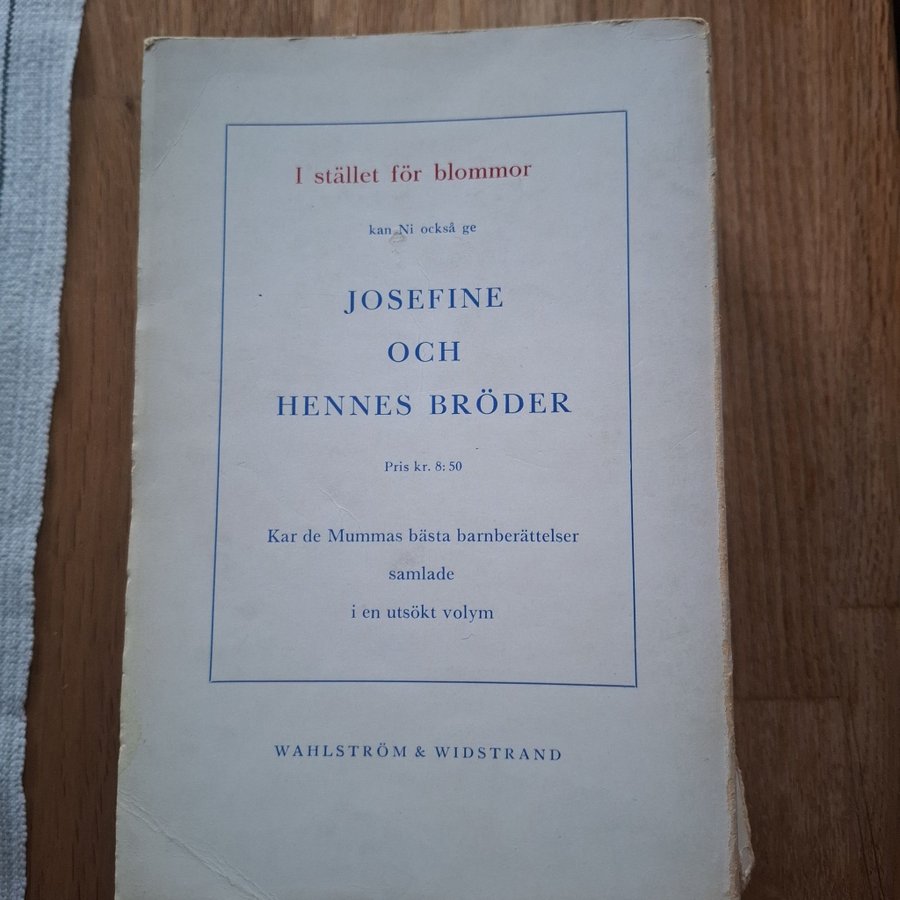 I stället för blommor
kan Ni också ge
JOSEFINE
OCH
HENNES BRÖDER
Pris kr. 8:50
Kar de Mummas bästa barnberättelser
samlade
i en utsökt volym
WAHLSTRÖM & WIDSTRAND